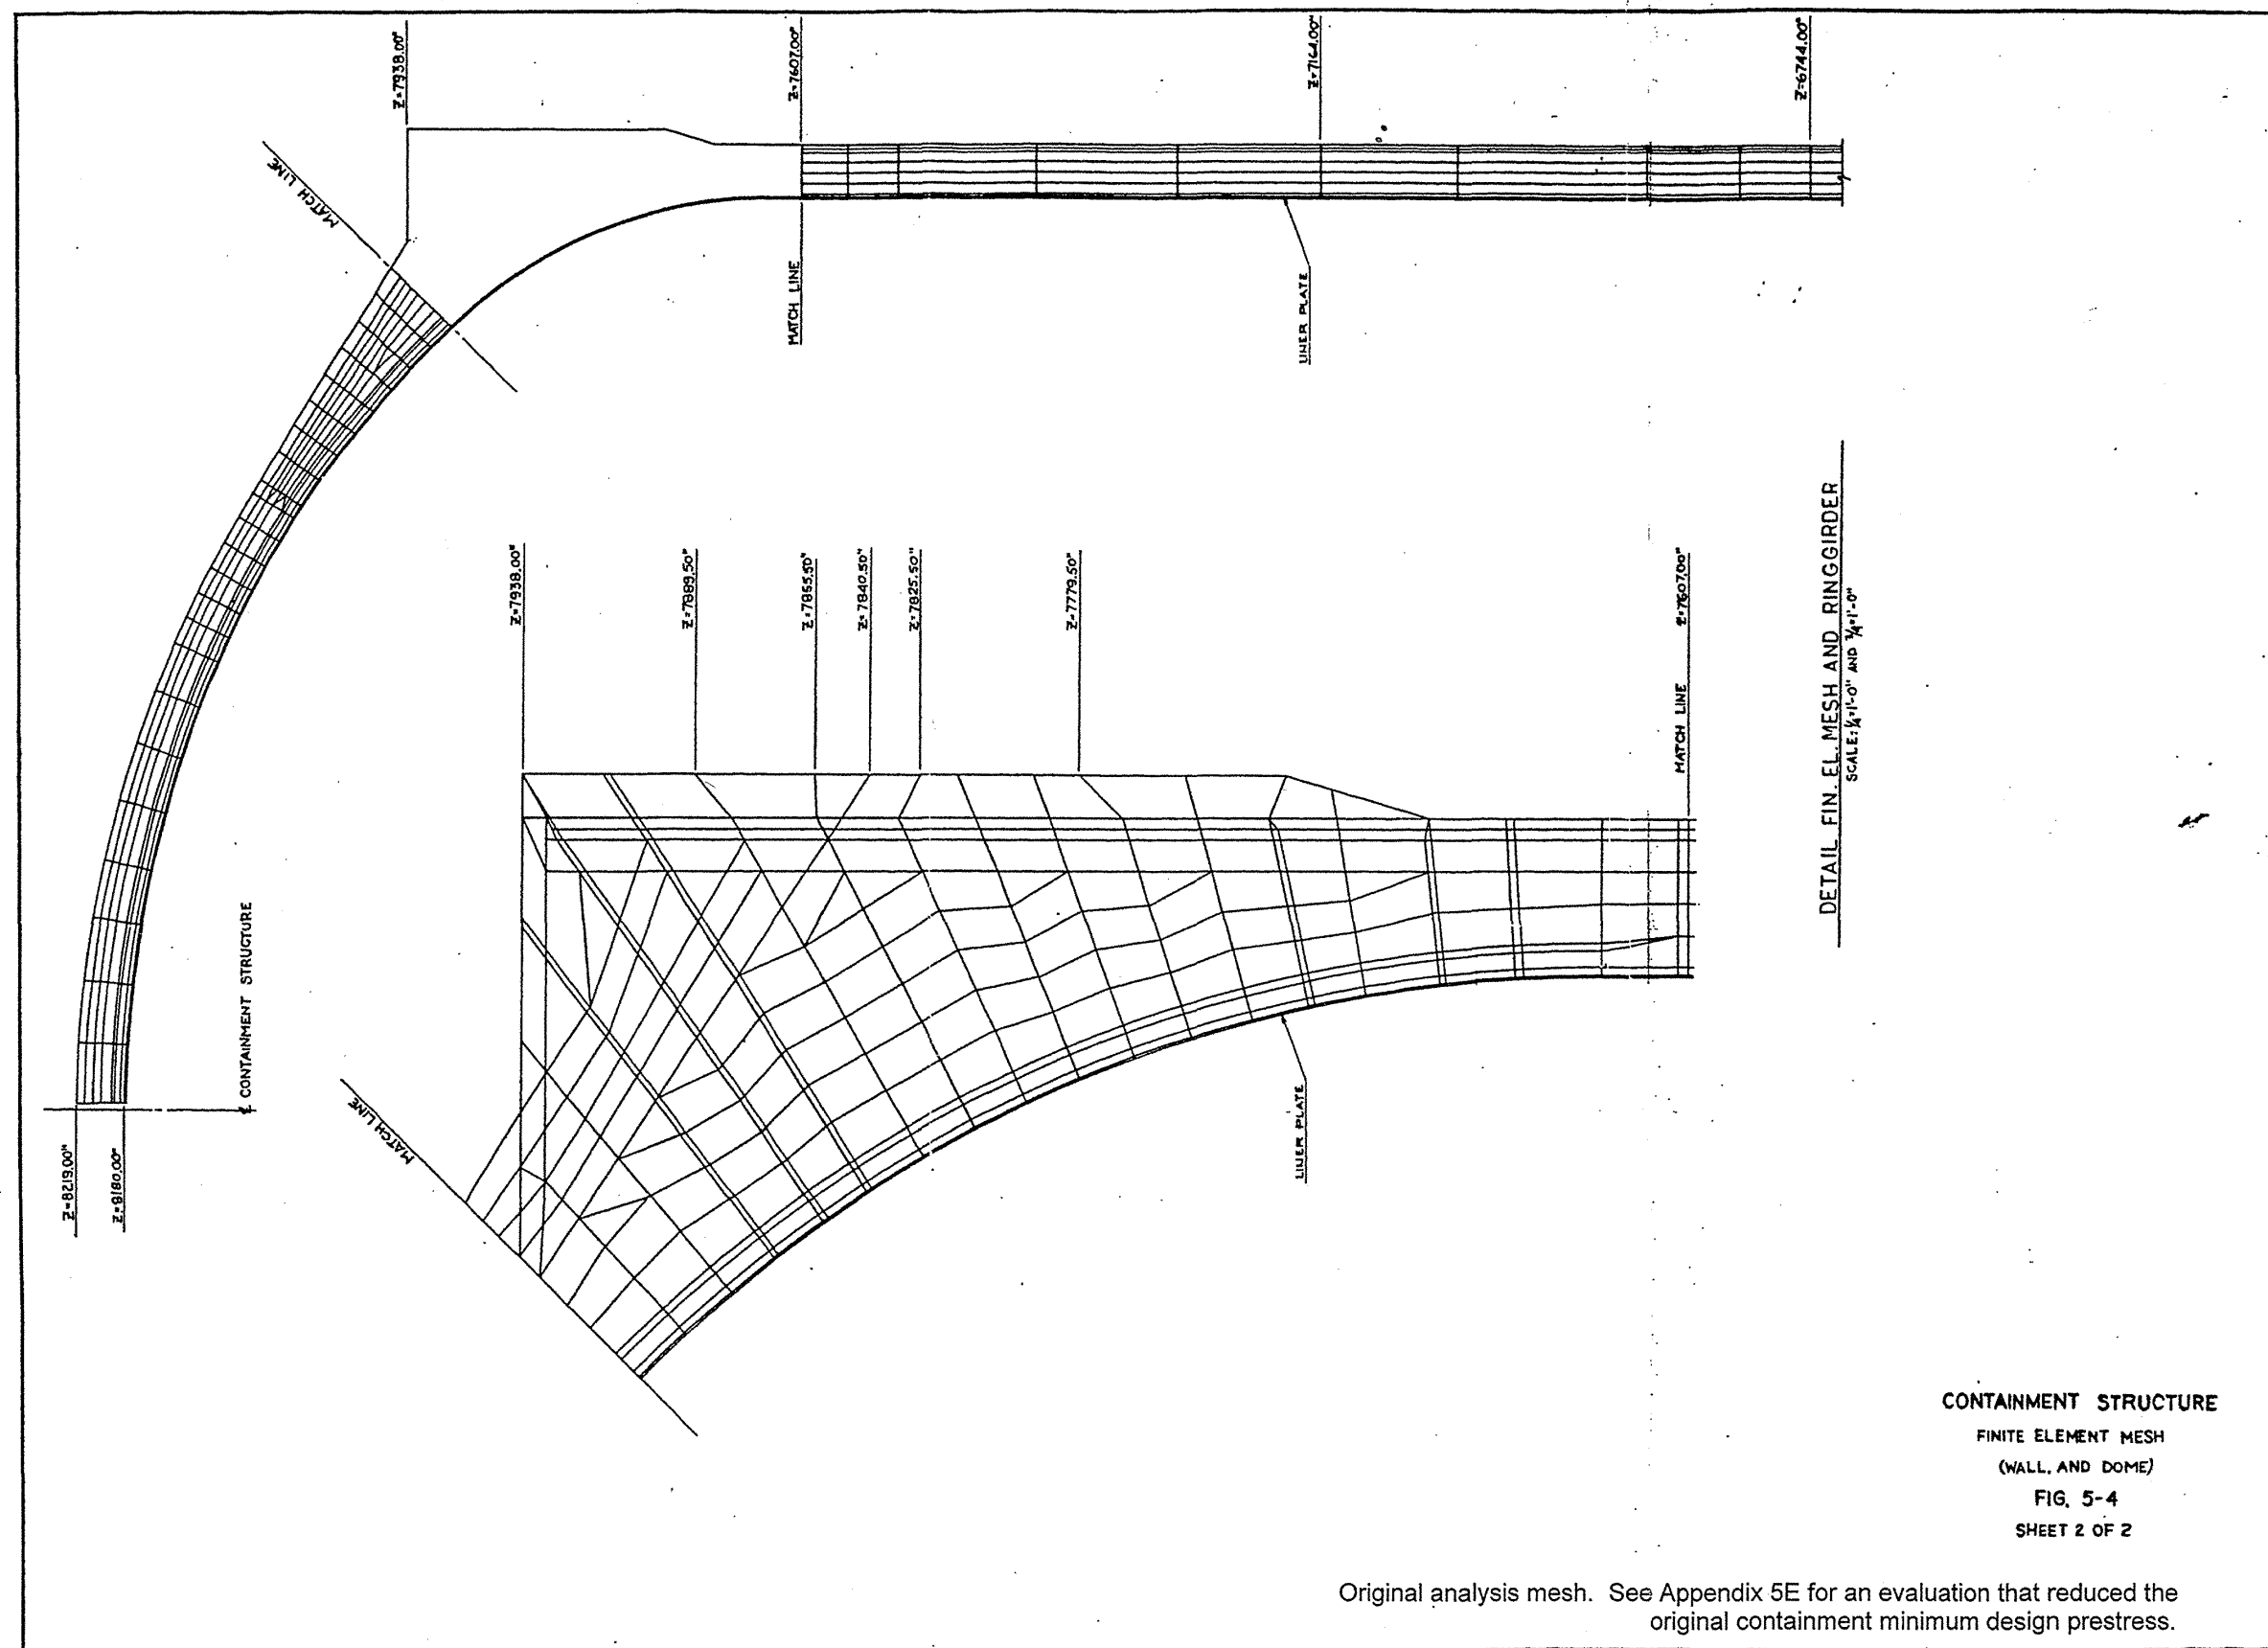 Z=7938.00"
Z=7607.00"
Z=7164.00"
Z=6744.00"
MATCH LINE
MATCH LINE
LINER PLATE
Z=7938.00"
Z=7889.50"
Z=7855.50"
Z=7840.50"
Z=7825.50"
Z=7779.50"
Z=7607.00"
MATCH LINE
DETAIL FIN. EL. MESH AND RINGGIRDER
SCALE: 1/4"=1'-0" AND 3/4"=1'-0"
℄ CONTAINMENT STRUCTURE
Z=8219.00"
Z=8180.00"
MATCH LINE
LINER PLATE
CONTAINMENT STRUCTURE
FINITE ELEMENT MESH
(WALL, AND DOME)
FIG. 5-4
SHEET 2 OF 2
Original analysis mesh. See Appendix 5E for an evaluation that reduced the
original containment minimum design prestress.